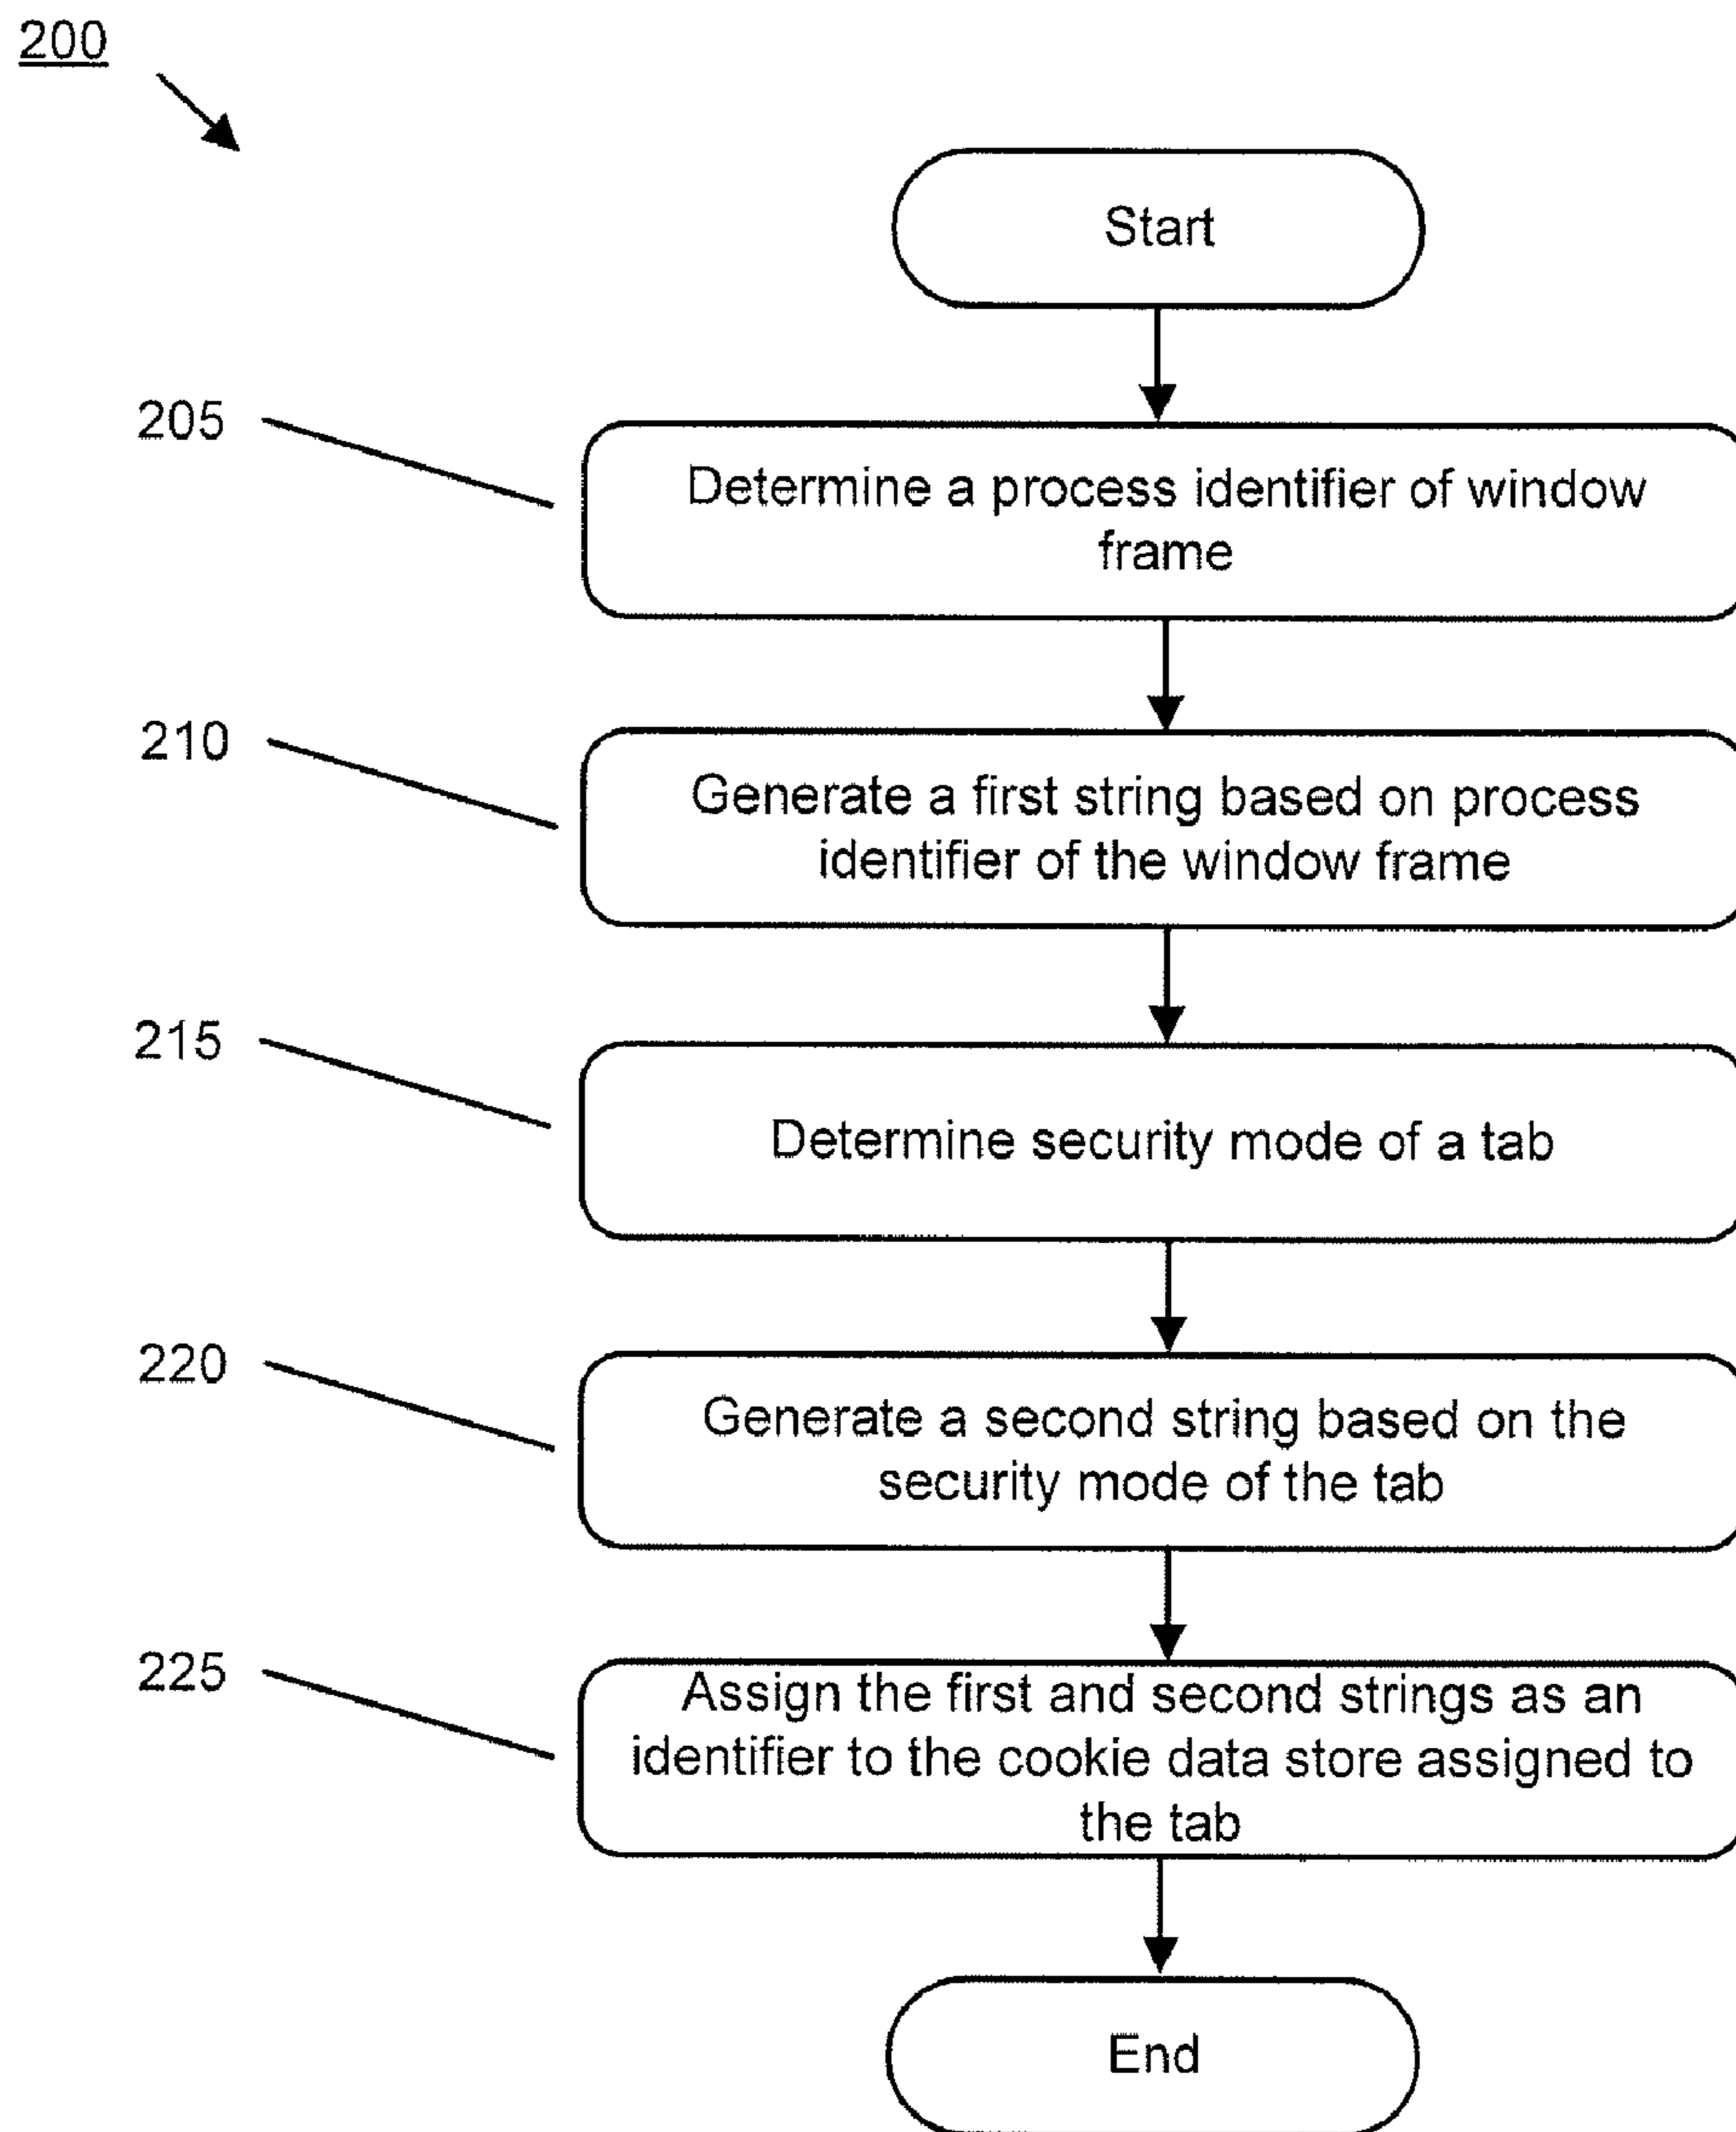 200
Start
205
Determine a process identifier of window
frame
210
Generate a first string based on process
identifier of the window frame
215
Determine security mode of a tab
220
Generate a second string based on the
security mode of the tab
225
Assign the first and second strings as an
identifier to the cookie data store assigned to
the tab
End